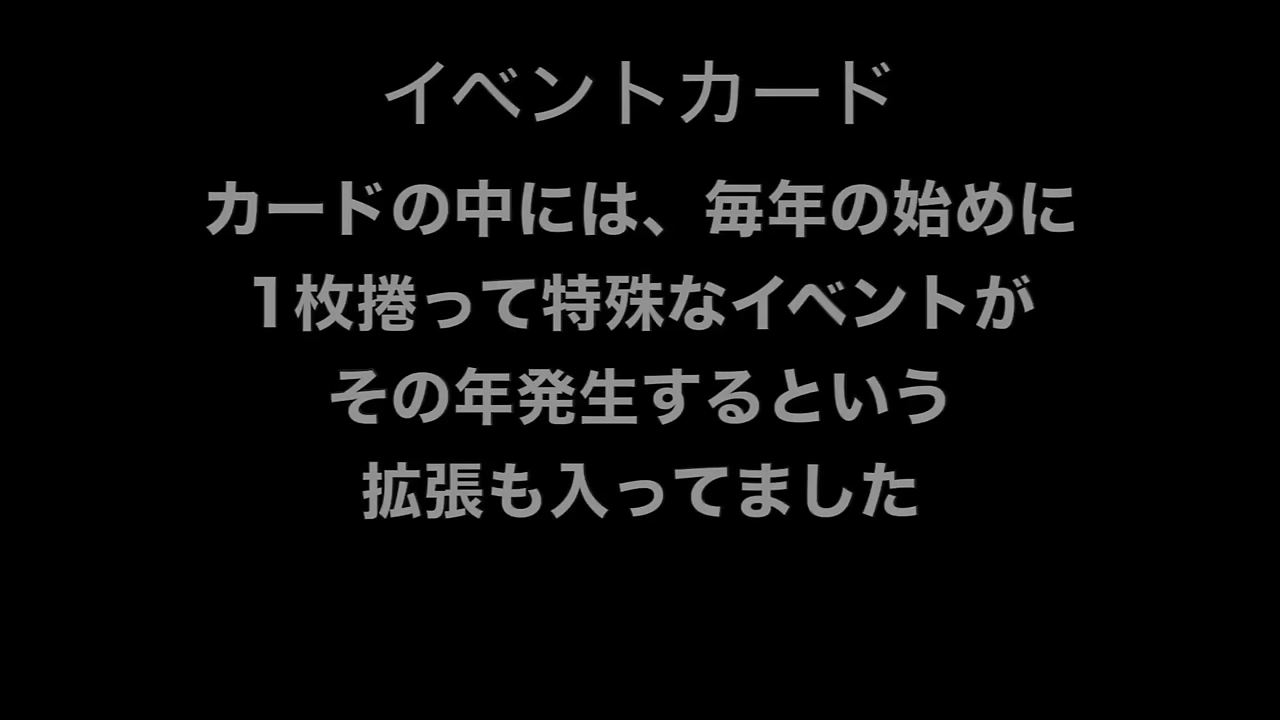 イベントカード
カードの中には、毎年の始めに
1枚捲って特殊なイベントが
その年発生するという
拡張も入ってました